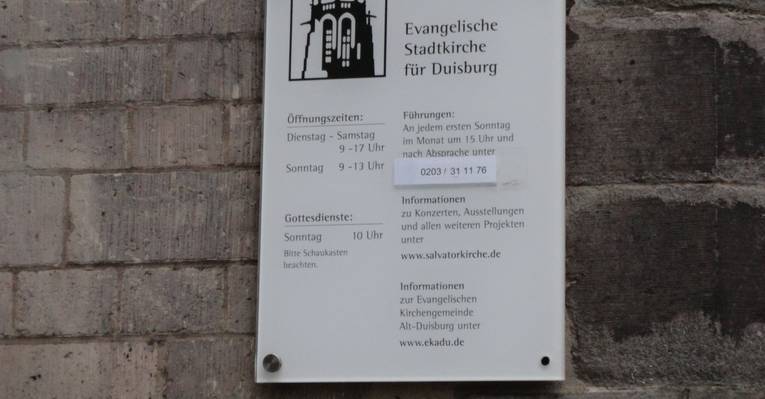 Evangelische
Stadtkirche
für Duisburg
Öffnungszeiten:
Dienstag - Samstag
9 -17 Uhr
Sonntag 9 -13 Uhr
Gottesdienste:
Sonntag 10 Uhr
Bitte Schaukasten
beachten.
Führungen:
An jedem ersten Sonntag
im Monat um 15 Uhr und
nach Absprache unter
0203 / 31 11 76
Informationen
zu Konzerten, Ausstellungen
und allen weiteren Projekten
unter
www.salvatorkirche.de
Informationen
zur Evangelischen
Kirchengemeinde
Alt-Duisburg unter
www.ekadu.de